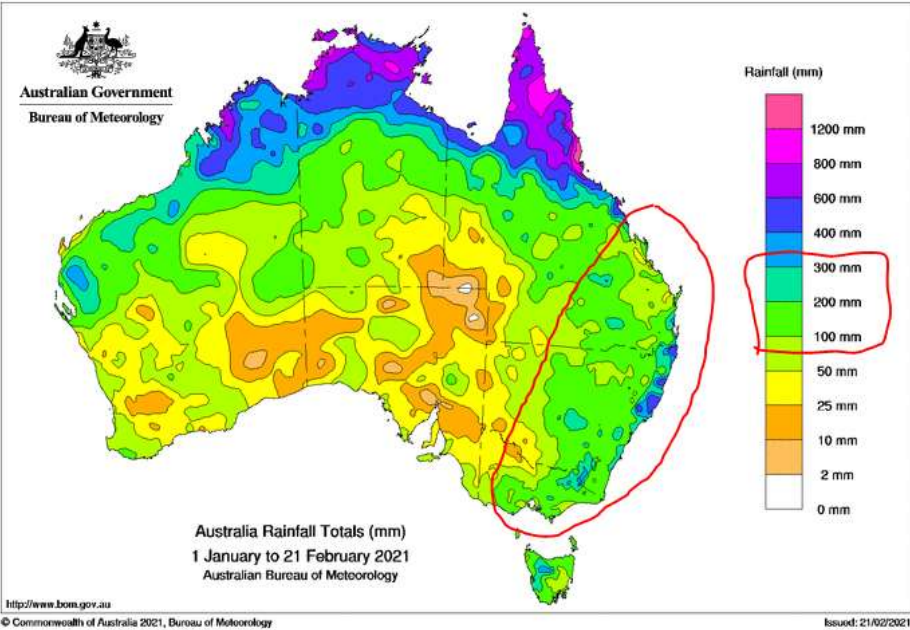 Australian Government
Bureau of Meteorology
Rainfall (mm)
1200 mm
800 mm
600 mm
400 mm
300 mm
200 mm
100 mm
50 mm
25 mm
10 mm
2 mm
0 mm
Australia Rainfall Totals (mm)
1 January to 21 February 2021
Australian Bureau of Meteorology
http://www.bom.gov.au
© Commonwealth of Australia 2021, Bureau of Meteorology
Issued: 21/02/2021